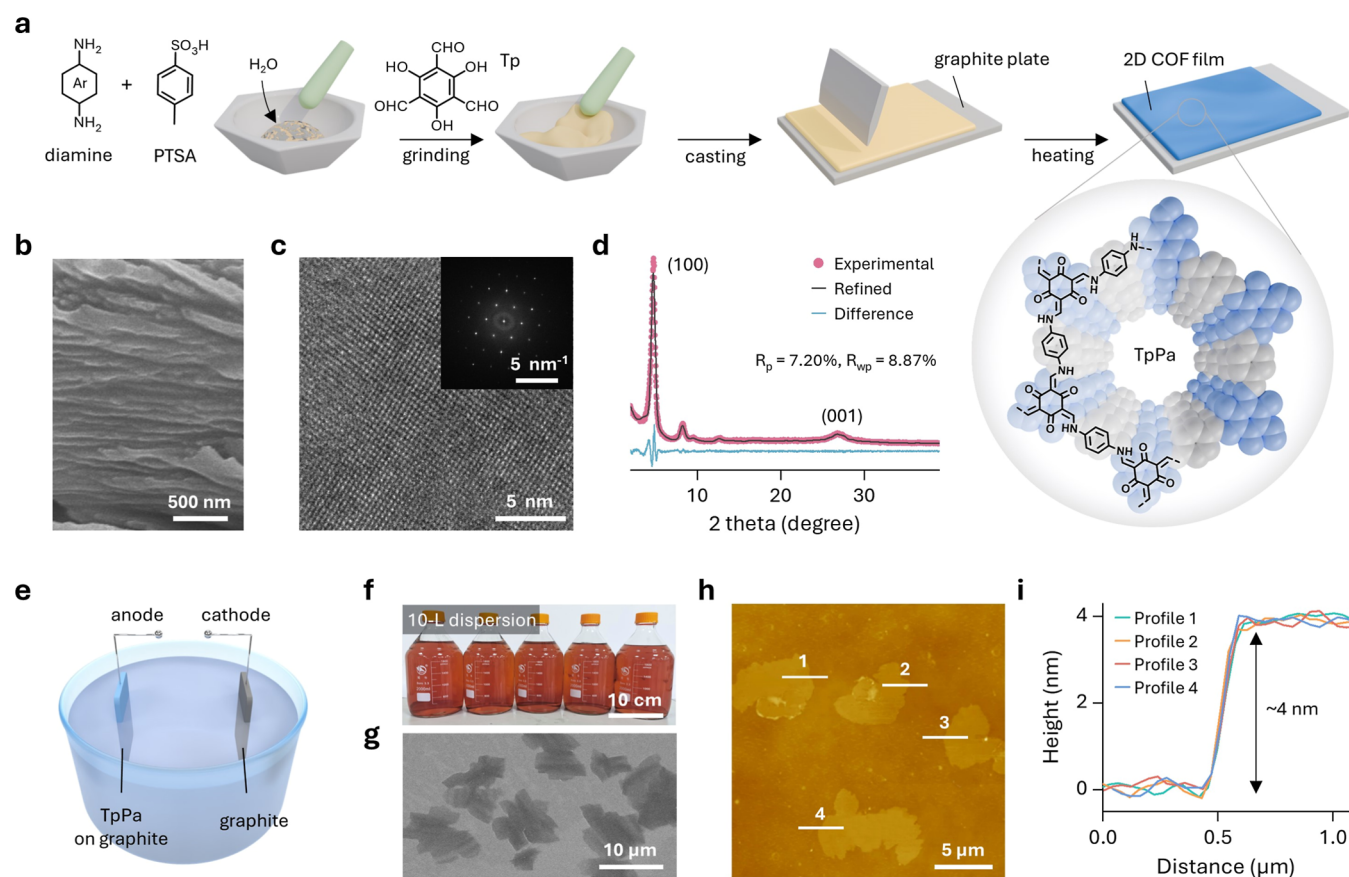 a
NH2
Ar
NH2
diamine
+
SO3H
PTSA
H2O
CHO
HO
OH
OHC
CHO
OH
Tp
grinding
casting
graphite plate
heating
2D COF film
b
500 nm
c
5 nm-1
5 nm
d
(100)
Experimental
Refined
Difference
Rp = 7.20%, Rwp = 8.87%
(001)
10
20
30
2 theta (degree)
TpPa
H
N
O
O
N
H
O
HN
NH
O
O
O
HN
NH
O
O
O
e
anode
cathode
TpPa
on graphite
graphite
f
10-L dispersion
10 cm
g
10 μm
h
1
2
3
4
5 μm
i
Profile 1
Profile 2
Profile 3
Profile 4
~4 nm
4
2
0
Height (nm)
0.0
0.5
1.0
Distance (μm)